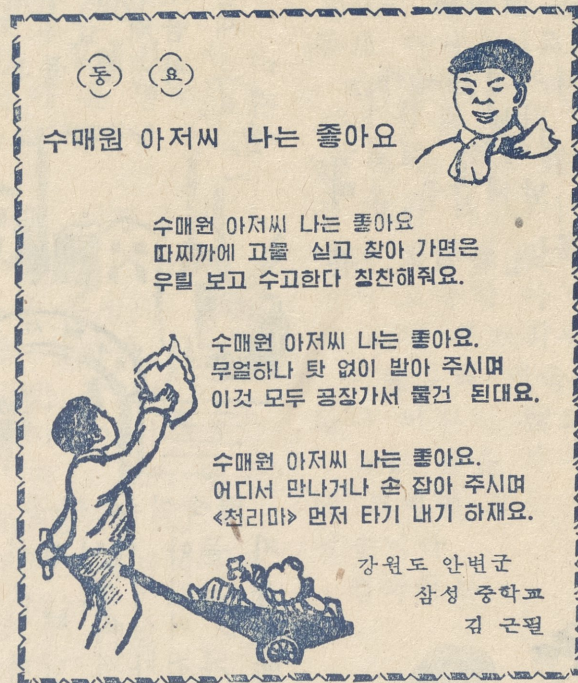 동 요
수매원 아저씨 나는 좋아요
수매원 아저씨 나는 좋아요
따찌까에 고물 싣고 찾아 가면은
우릴 보고 수고한다 칭찬해줘요.
수매원 아저씨 나는 좋아요.
무얼하나 탓 없이 받아 주시며
이것 모두 공장가서 물건 된대요.
수매원 아저씨 나는 좋아요.
어디서 만나거나 손 잡아 주시며
《천리마》 먼저 타기 내기 하재요.
강원도 안변군
삼성 중학교
김 근필